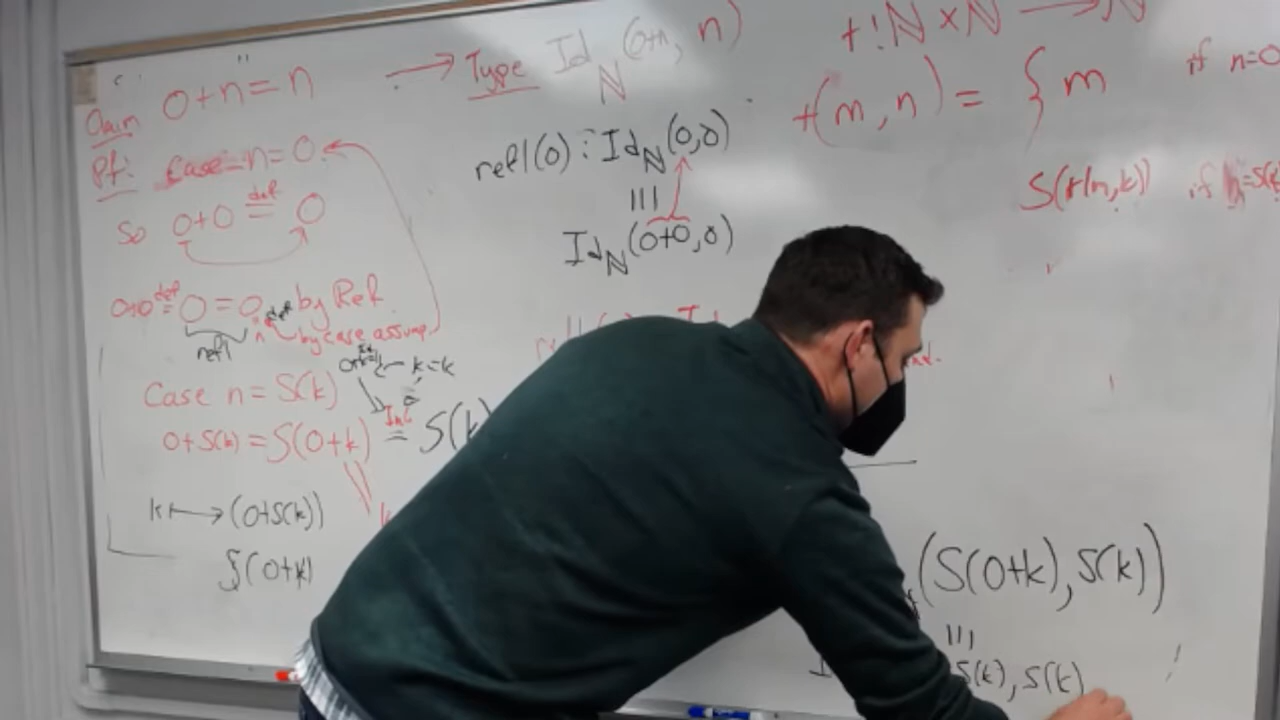 Claim 0+n = n → Type Id_ℕ(0+n, n)
Pf: Case n=0.
So 0+0 =def 0
0+0 =def 0 = 0 by Refl
refl n by case assump.
Case n = S(k)
0+S(k) = S(0+k) = S(k)
k ↦ (0+S(k))
S(0+k)
refl(0) : Id_ℕ(0,0)
|||
Id_ℕ(0+0,0)
+: ℕ×ℕ → ℕ
+(m,n) = { m if n=0
S(+(m,k)) if n=S(k
(S(0+k), S(k))
|||
S(k), S(k)